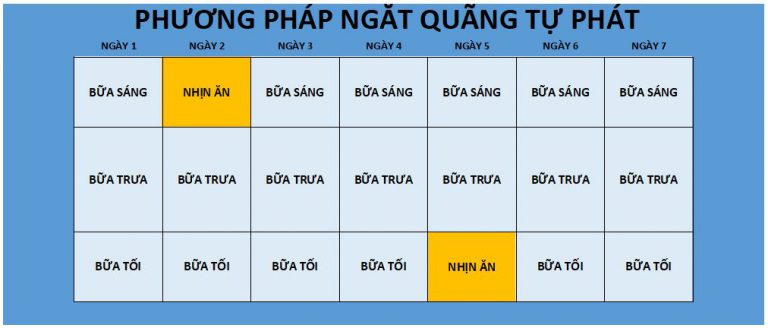 PHƯƠNG PHÁP NGẮT QUÃNG TỰ PHÁT
NGÀY 1 NGÀY 2 NGÀY 3 NGÀY 4 NGÀY 5 NGÀY 6 NGÀY 7
BỮA SÁNG NHỊN ĂN BỮA SÁNG BỮA SÁNG BỮA SÁNG BỮA SÁNG BỮA SÁNG
BỮA TRƯA BỮA TRƯA BỮA TRƯA BỮA TRƯA BỮA TRƯA BỮA TRƯA BỮA TRƯA
BỮA TỐI BỮA TỐI BỮA TỐI BỮA TỐI NHỊN ĂN BỮA TỐI BỮA TỐI